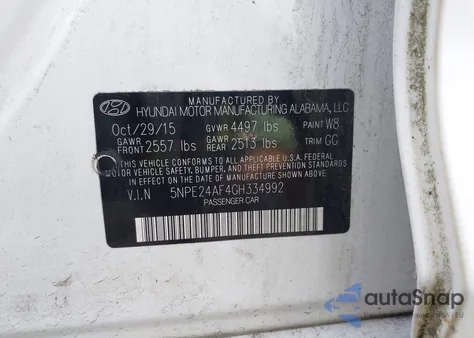 MANUFACTURED BY
HYUNDAI MOTOR MANUFACTURING ALABAMA, LLC
Oct/29/15 GVWR 4497 lbs PAINT W8
GAWR FRONT 2557 lbs GAWR REAR 2513 lbs TRIM GG
THIS VEHICLE CONFORMS TO ALL APPLICABLE U.S.A. FEDERAL
MOTOR VEHICLE SAFETY, BUMPER, AND THEFT PREVENTION
STANDARDS IN EFFECT ON THE DATE OF MANUFACTURE SHOWN ABOVE.
V.I.N 5NPE24AF4GH334992
PASSENGER CAR
autoSnap